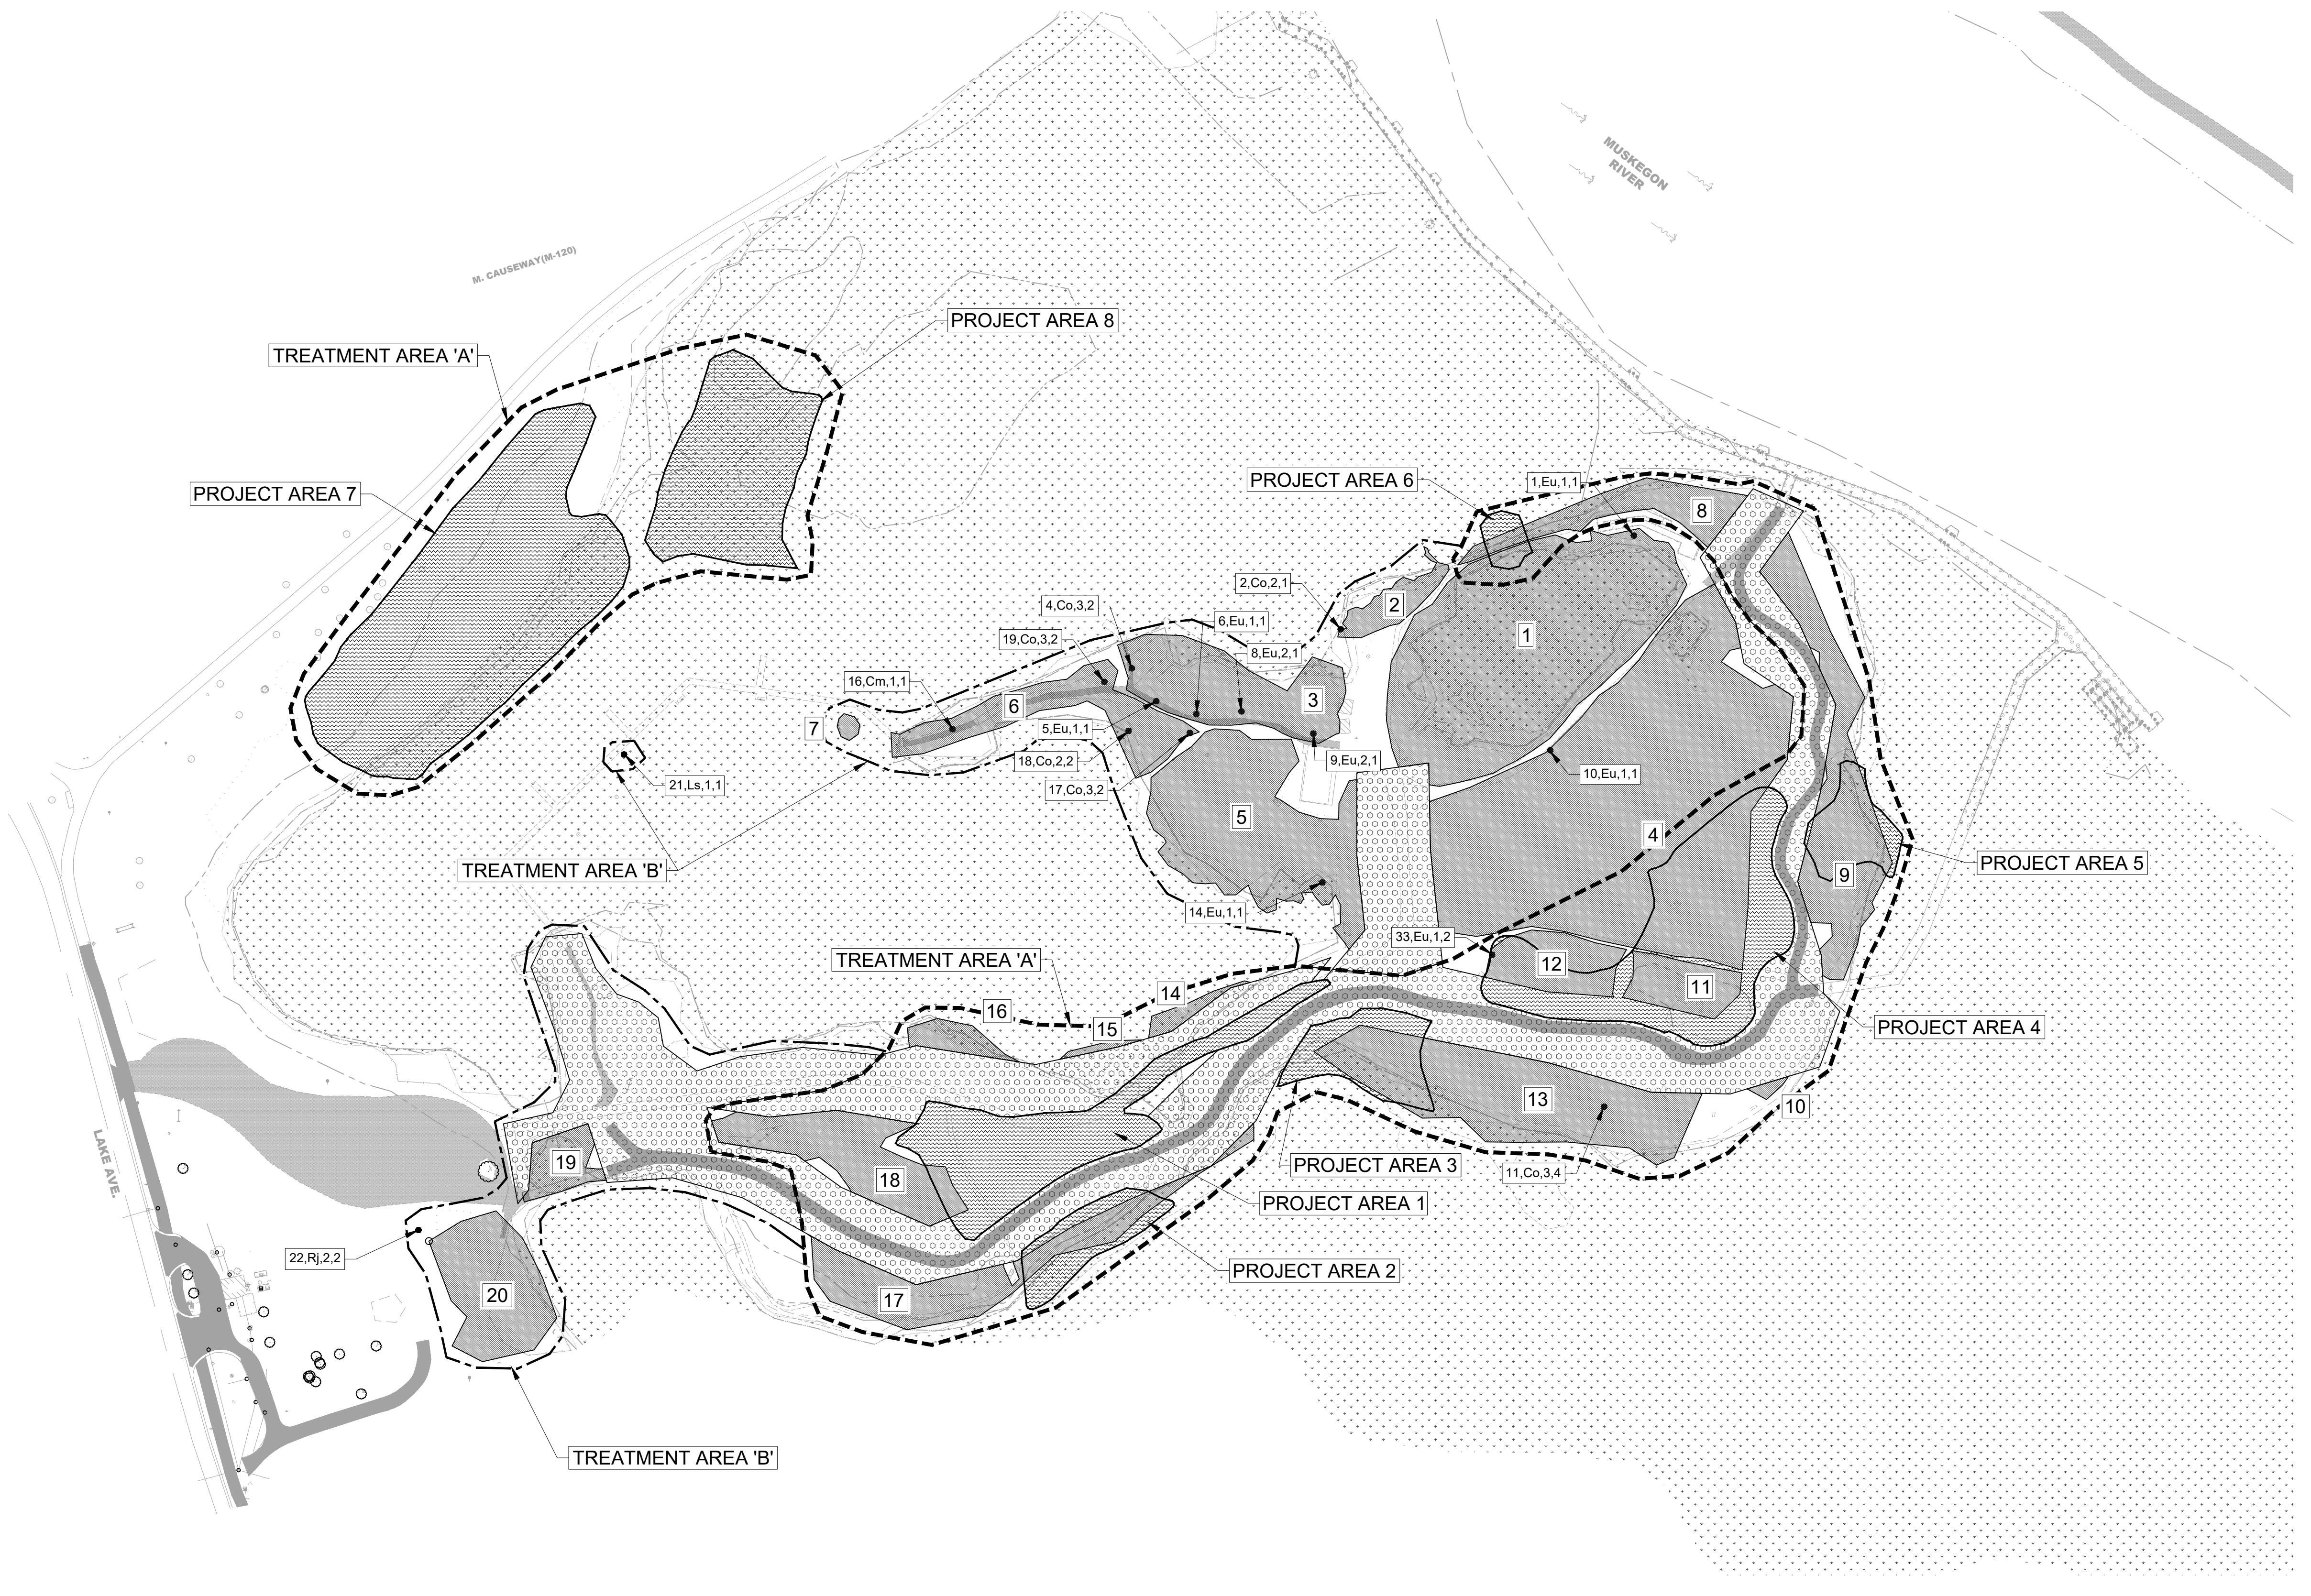 MUSKEGON
RIVER
M. CAUSEWAY(M-120)
PROJECT AREA 8
TREATMENT AREA 'A'
PROJECT AREA 7
PROJECT AREA 6
1,Eu,1,1
8
2,Co,2,1
2
1
4,Co,3,2
6,Eu,1,1
19,Co,3,2
8,Eu,2,1
16,Cm,1,1
3
6
7
5,Eu,1,1
18,Co,2,2
9,Eu,2,1
10,Eu,1,1
21,Ls,1,1
17,Co,3,2
5
4
TREATMENT AREA 'B'
PROJECT AREA 5
9
14,Eu,1,1
33,Eu,1,2
TREATMENT AREA 'A'
12
11
14
16
15
PROJECT AREA 4
13
10
LAKE AVE.
19
PROJECT AREA 3
11,Co,3,4
18
PROJECT AREA 1
22,Rj,2,2
PROJECT AREA 2
20
17
TREATMENT AREA 'B'